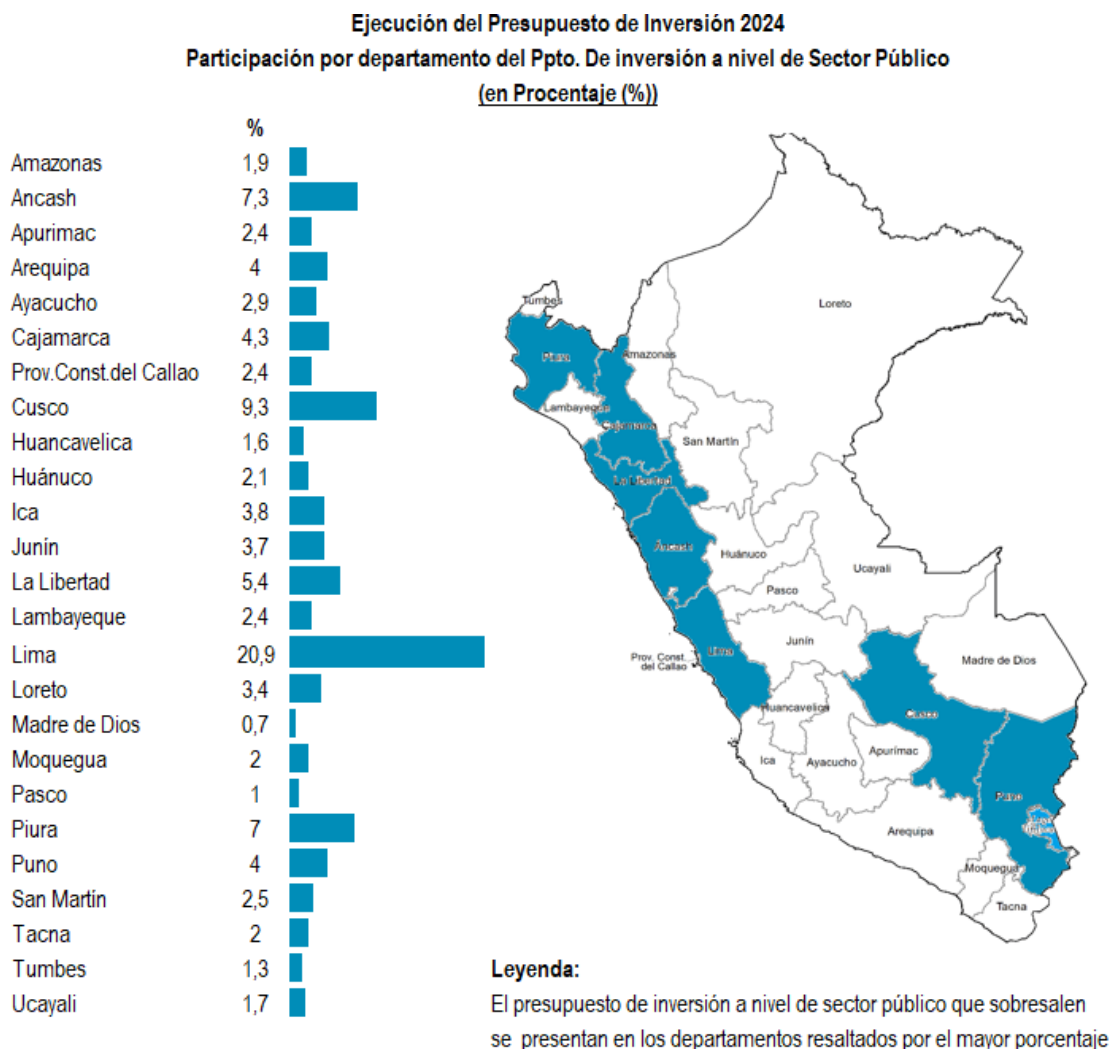 Ejecución del Presupuesto de Inversión 2024
Participación por departamento del Ppto. De inversión a nivel de Sector Público
(en Procentaje (%))
%
Amazonas 1,9
Ancash 7,3
Apurimac 2,4
Arequipa 4
Ayacucho 2,9
Cajamarca 4,3
Prov.Const.del Callao 2,4
Cusco 9,3
Huancavelica 1,6
Huánuco 2,1
Ica 3,8
Junín 3,7
La Libertad 5,4
Lambayeque 2,4
Lima 20,9
Loreto 3,4
Madre de Dios 0,7
Moquegua 2
Pasco 1
Piura 7
Puno 4
San Martín 2,5
Tacna 2
Tumbes 1,3
Ucayali 1,7
Tumbes
Loreto
Piura
Amazonas
Lambayeque
Cajamarca
San Martín
La Libertad
Áncash
Huánuco
Ucayali
Pasco
Junín
Lima
Prov. Const.
del Callao
Madre de Dios
Huancavelica
Cusco
Ica
Ayacucho
Apurímac
Puno
Arequipa
Moquegua
Tacna
Leyenda:
El presupuesto de inversión a nivel de sector público que sobresalen
se presentan en los departamentos resaltados por el mayor porcentaje